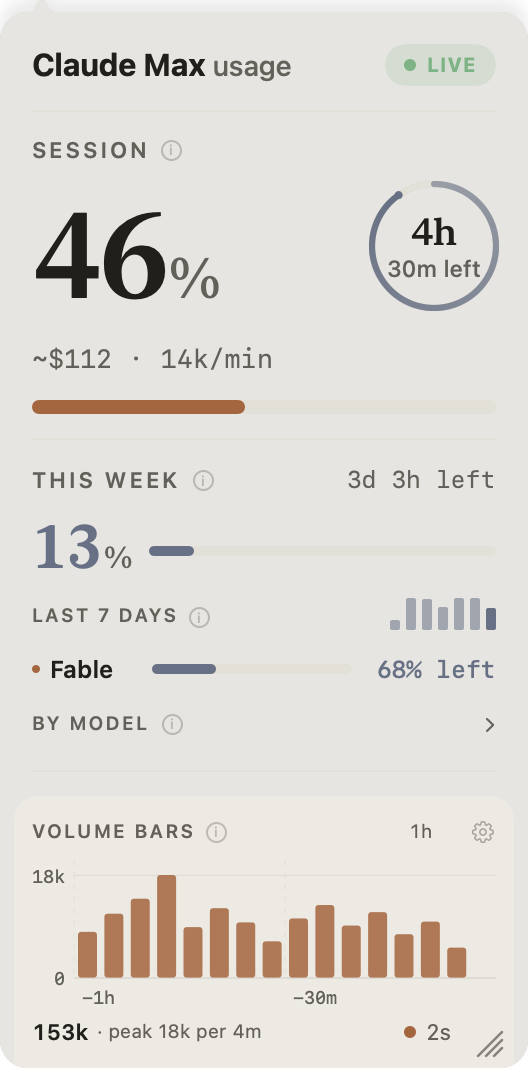 Claude Max usage
LIVE
SESSION
46%
4h
30m left
~$112 · 14k/min
THIS WEEK
3d 3h left
13%
LAST 7 DAYS
Fable
68% left
BY MODEL
VOLUME BARS
1h
18k
0
−1h
−30m
153k · peak 18k per 4m
2s